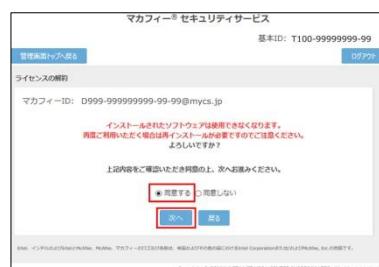 マカフィー® セキュリティサービス
基本ID: T100-99999999-99
管理画面トップへ戻る
ログアウト
ライセンスの解約
マカフィーID: D999-999999999-99-99@mycs.jp
インストールされたソフトウェアは使用できなくなります。
再度ご利用いただく場合は再インストールが必要ですのでご注意ください。
よろしいですか?
上記内容をご確認いただき同意の上、次へお進みください。
同意する 同意しない
次へ 戻る